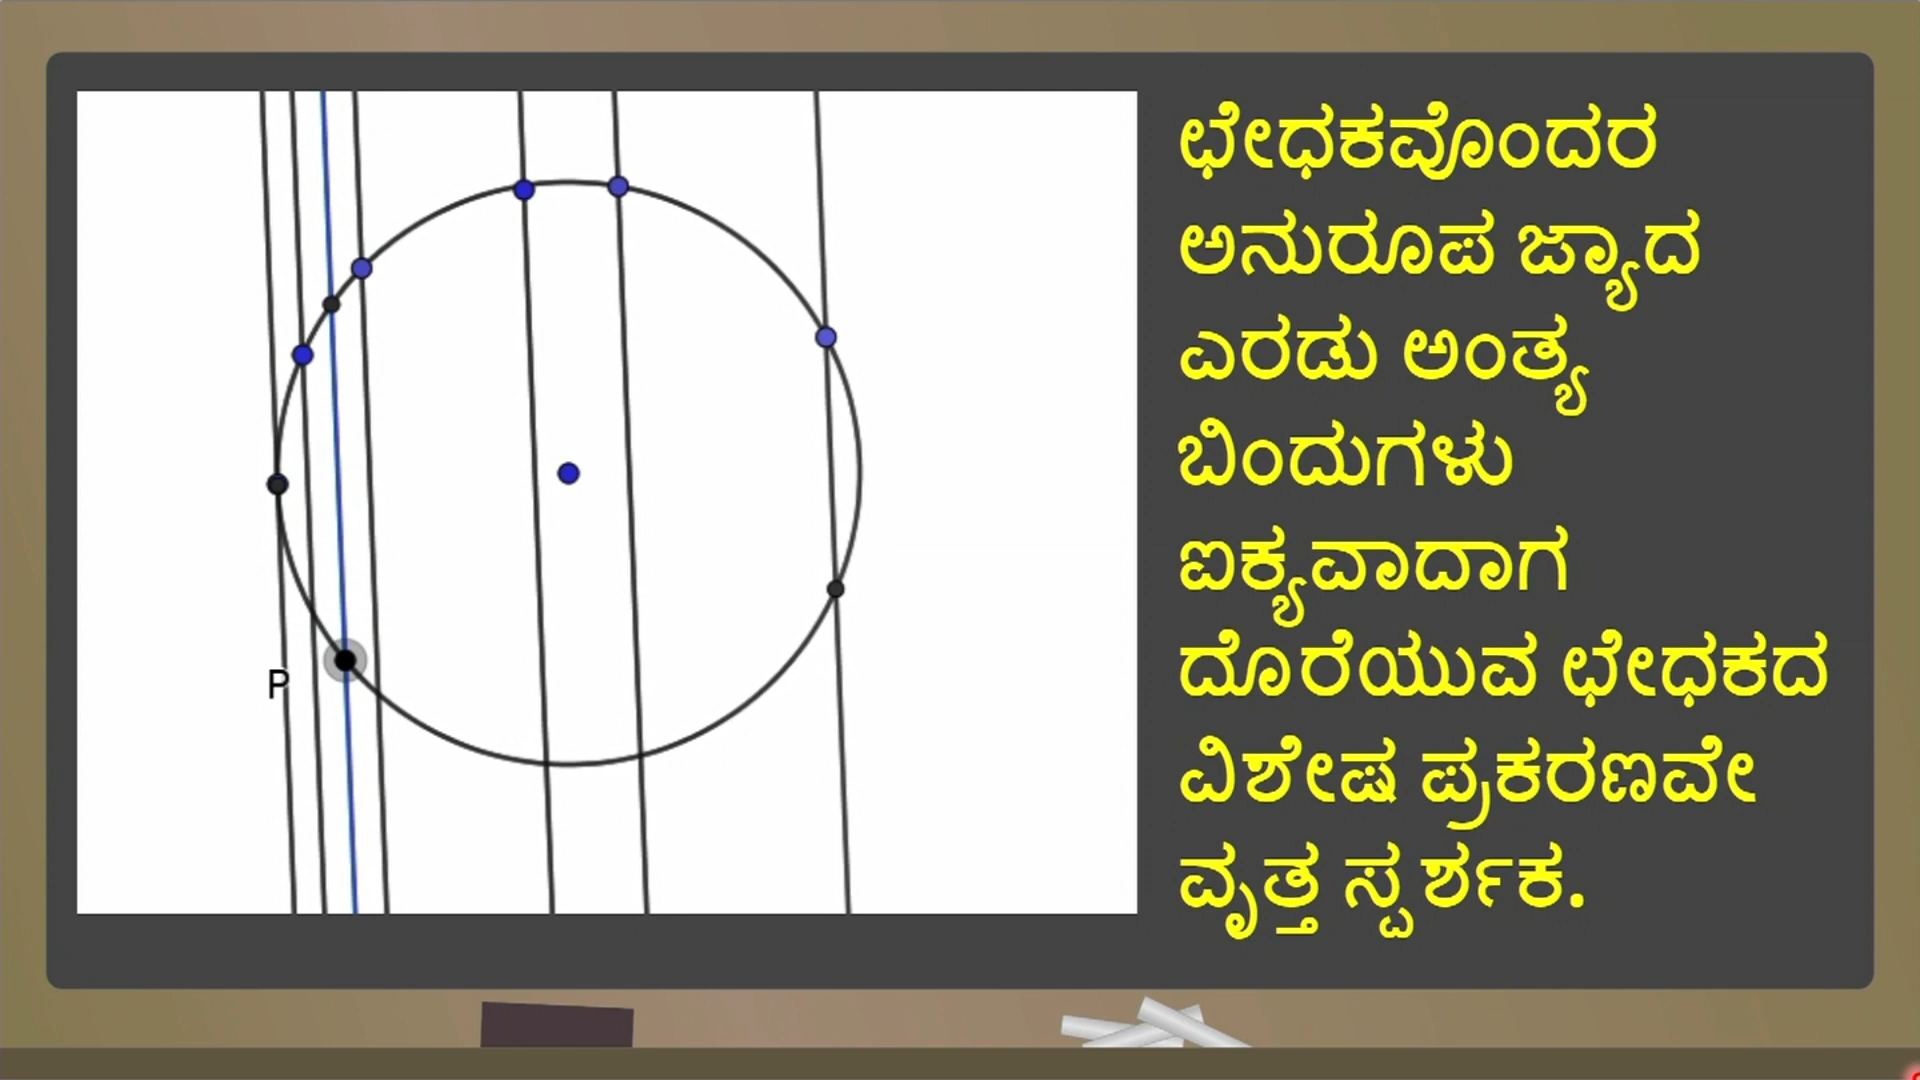 P
ಛೇಧಕವೊಂದರ
ಅನುರೂಪ ಜ್ಯಾದ
ಎರಡು ಅಂತ್ಯ
ಬಿಂದುಗಳು
ಐಕ್ಯವಾದಾಗ
ದೊರೆಯುವ ಛೇಧಕದ
ವಿಶೇಷ ಪ್ರಕರಣವೇ
ವೃತ್ತ ಸ್ಪರ್ಶಕ.